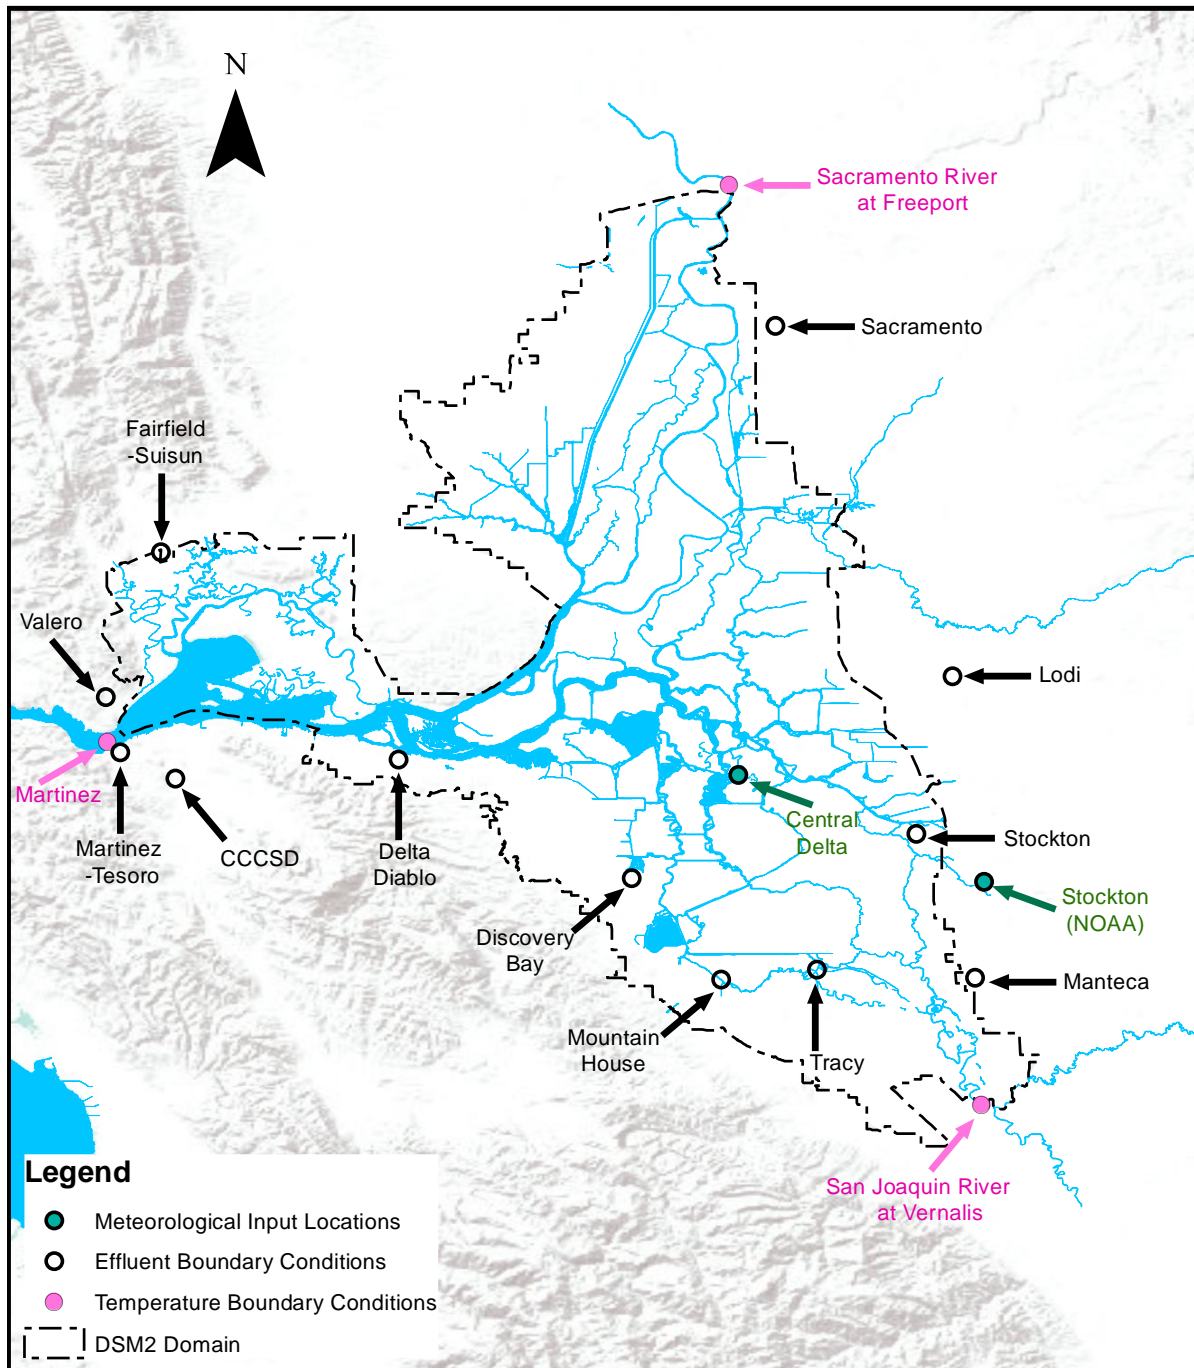 N
Sacramento River
at Freeport
Sacramento
Fairfield
-Suisun
Valero
Lodi
Martinez
Martinez
-Tesoro
CCCSD
Delta
Diablo
Central
Delta
Stockton
Stockton
(NOAA)
Discovery
Bay
Manteca
Mountain
House
Tracy
San Joaquin River
at Vernalis
Legend
Meteorological Input Locations
Effluent Boundary Conditions
Temperature Boundary Conditions
DSM2 Domain